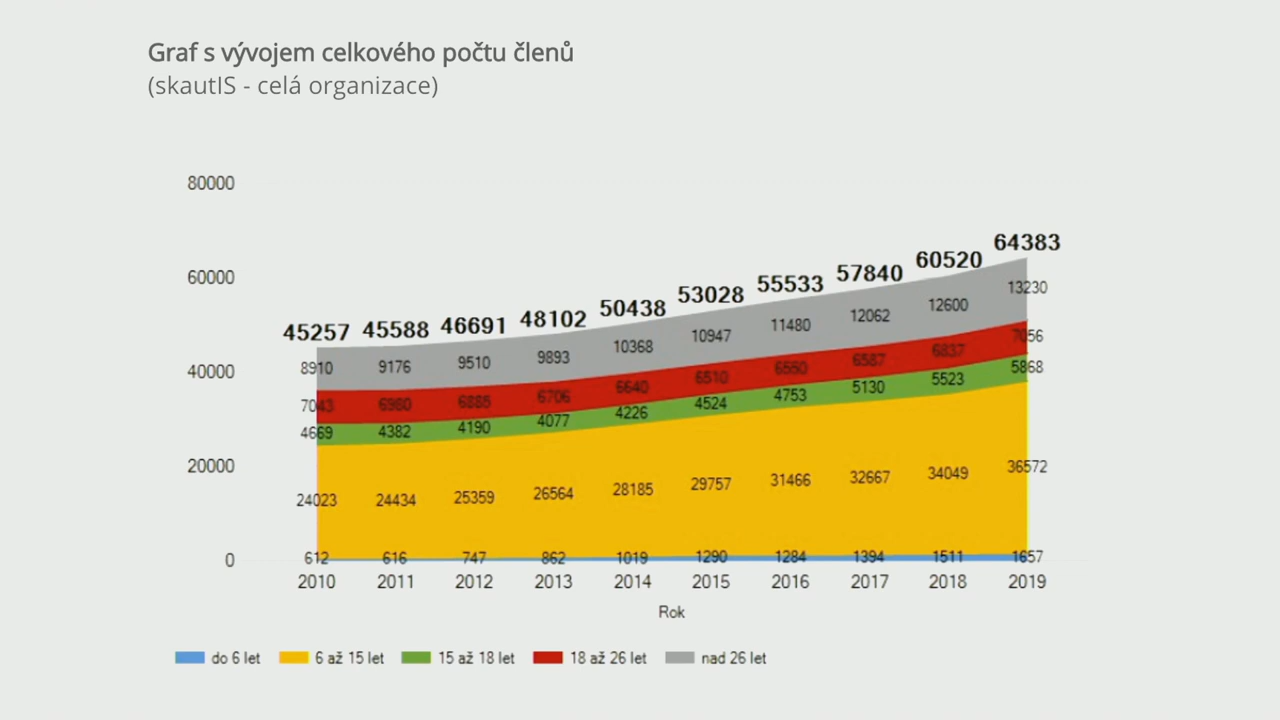 Graf s vývojem celkového počtu členů
(skautIS - celá organizace)
80000
60000
40000
20000
0
45257 45588 46691 48102 50438 53028 55533 57840 60520 64383
8910 9176 9510 9893 10368 10947 11480 12062 12600 13230
7043 6980 6885 6706 6640 6510 6560 6587 6837 7056
4669 4382 4190 4077 4226 4524 4753 5130 5523 5868
24023 24434 25359 26564 28185 29757 31466 32667 34049 36572
612 616 747 862 1019 1290 1284 1394 1511 1657
2010 2011 2012 2013 2014 2015 2016 2017 2018 2019
Rok
do 6 let 6 až 15 let 15 až 18 let 18 až 26 let nad 26 let